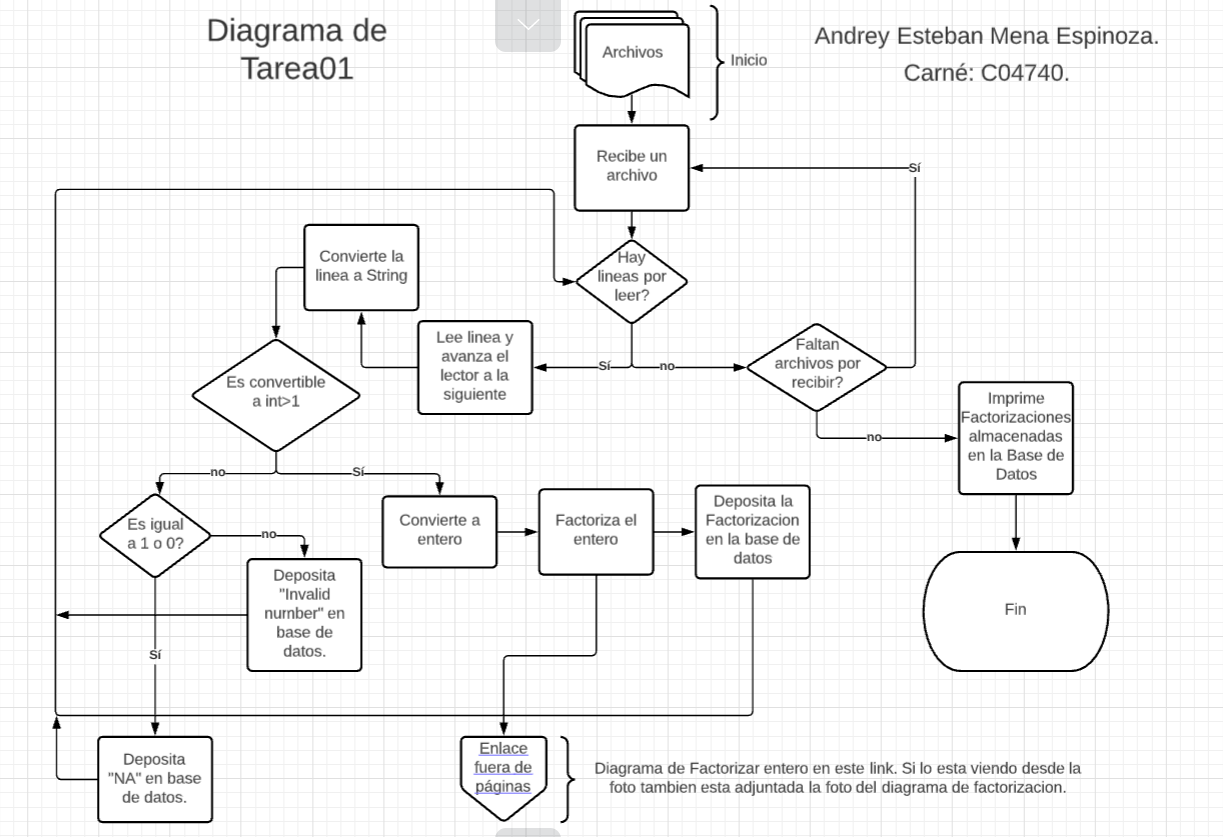 Diagrama de
Tarea01
Archivos
Inicio
Andrey Esteban Mena Espinoza.
Carné: C04740.
Recibe un
archivo
Sí
Hay
lineas por
leer?
Convierte la
linea a String
Lee linea y
avanza el
lector a la
siguiente
Sí
no
Faltan
archivos por
recibir?
Es convertible
a int>1
no
Imprime
Factorizaciones
almacenadas
en la Base de
Datos
no
Sí
Es igual
a 1 o 0?
no
Convierte a
entero
Factoriza el
entero
Deposita la
Factorizacion
en la base de
datos
Deposita
"Invalid
number" en
base de
datos.
Fin
Sí
Deposita
"NA" en base
de datos.
Enlace
fuera de
páginas
Diagrama de Factorizar entero en este link. Si lo esta viendo desde la
foto tambien esta adjuntada la foto del diagrama de factorizacion.